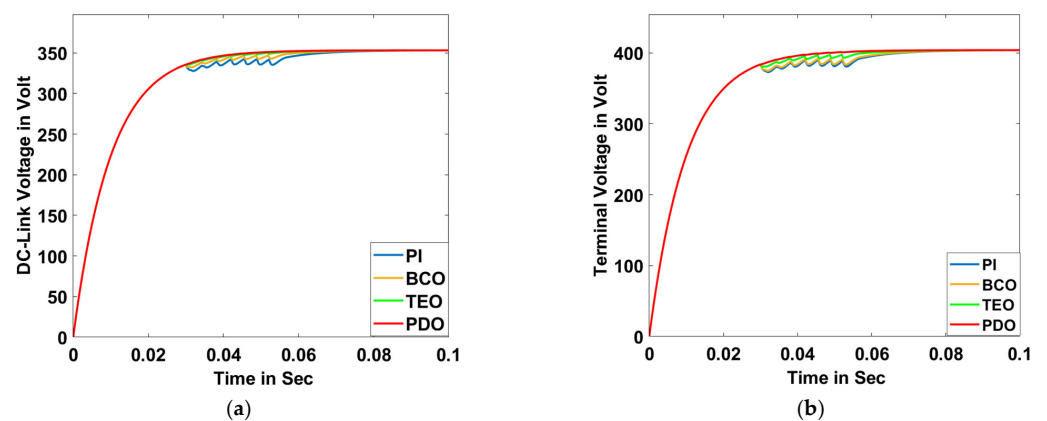 DC-Link Voltage in Volt
350
300
250
200
150
100
50
0
0 0.02 0.04 0.06 0.08 0.1
Time in Sec
PI
BCO
TEO
PDO
(a)
Terminal Voltage in Volt
400
300
200
100
0
0 0.02 0.04 0.06 0.08 0.1
Time in Sec
PI
BCO
TEO
PDO
(b)